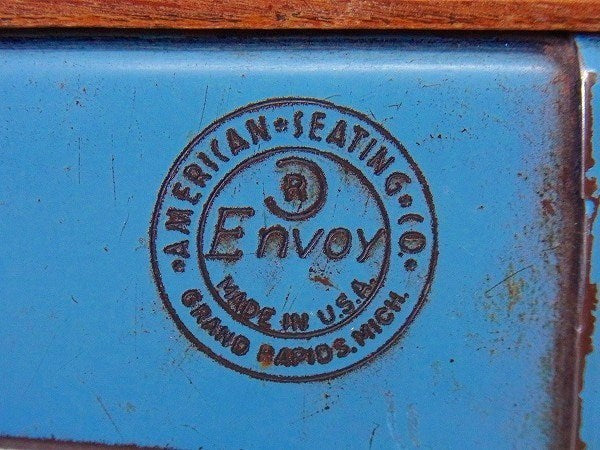 AMERICAN•SEATING•CO.
R
Envoy
MADE IN U.S.A.
GRAND RAPIDS, MICH.